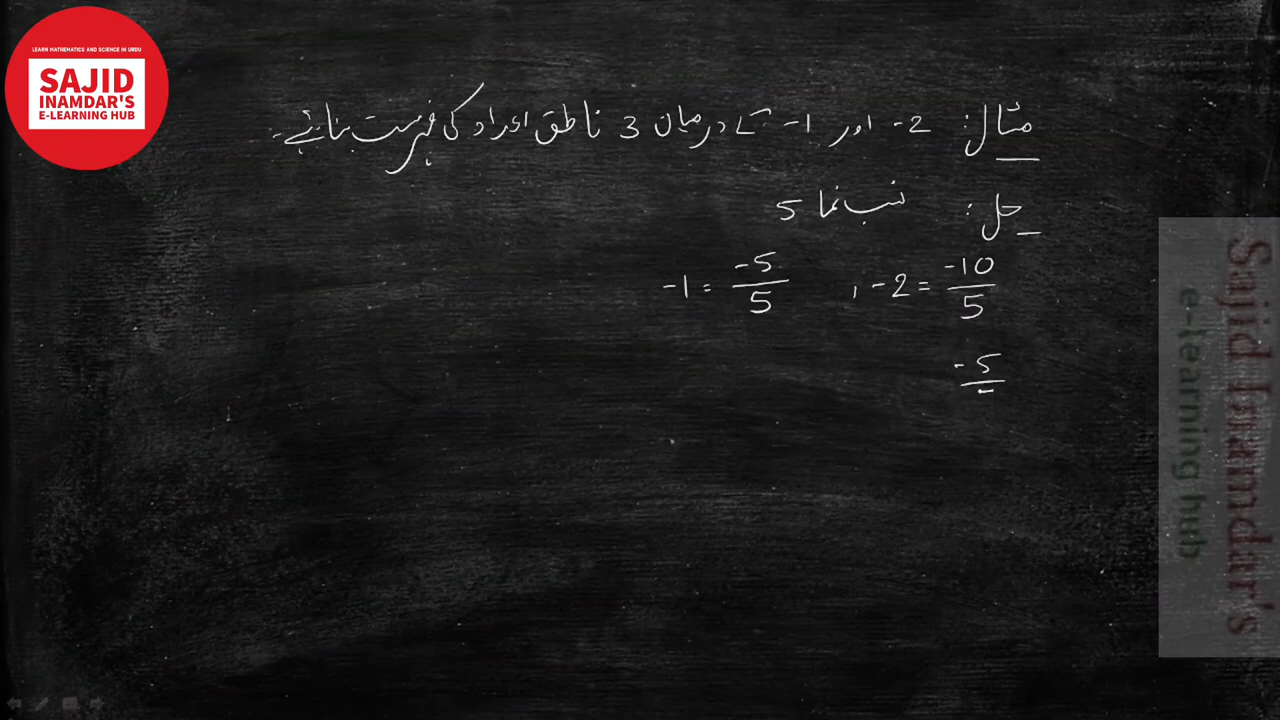 LEARN MATHEMATICS AND SCIENCE IN URDU
SAJID
INAMDAR'S
E-LEARNING HUB
مثال: -2 اور -1 کے درمیان 3 ناطق اعداد کی فہرست بنائیے۔
حل: نسب نما 5
-1 = -5/5 , -2 = -10/5
-5
Sajid Inamdar's
e-learning hub